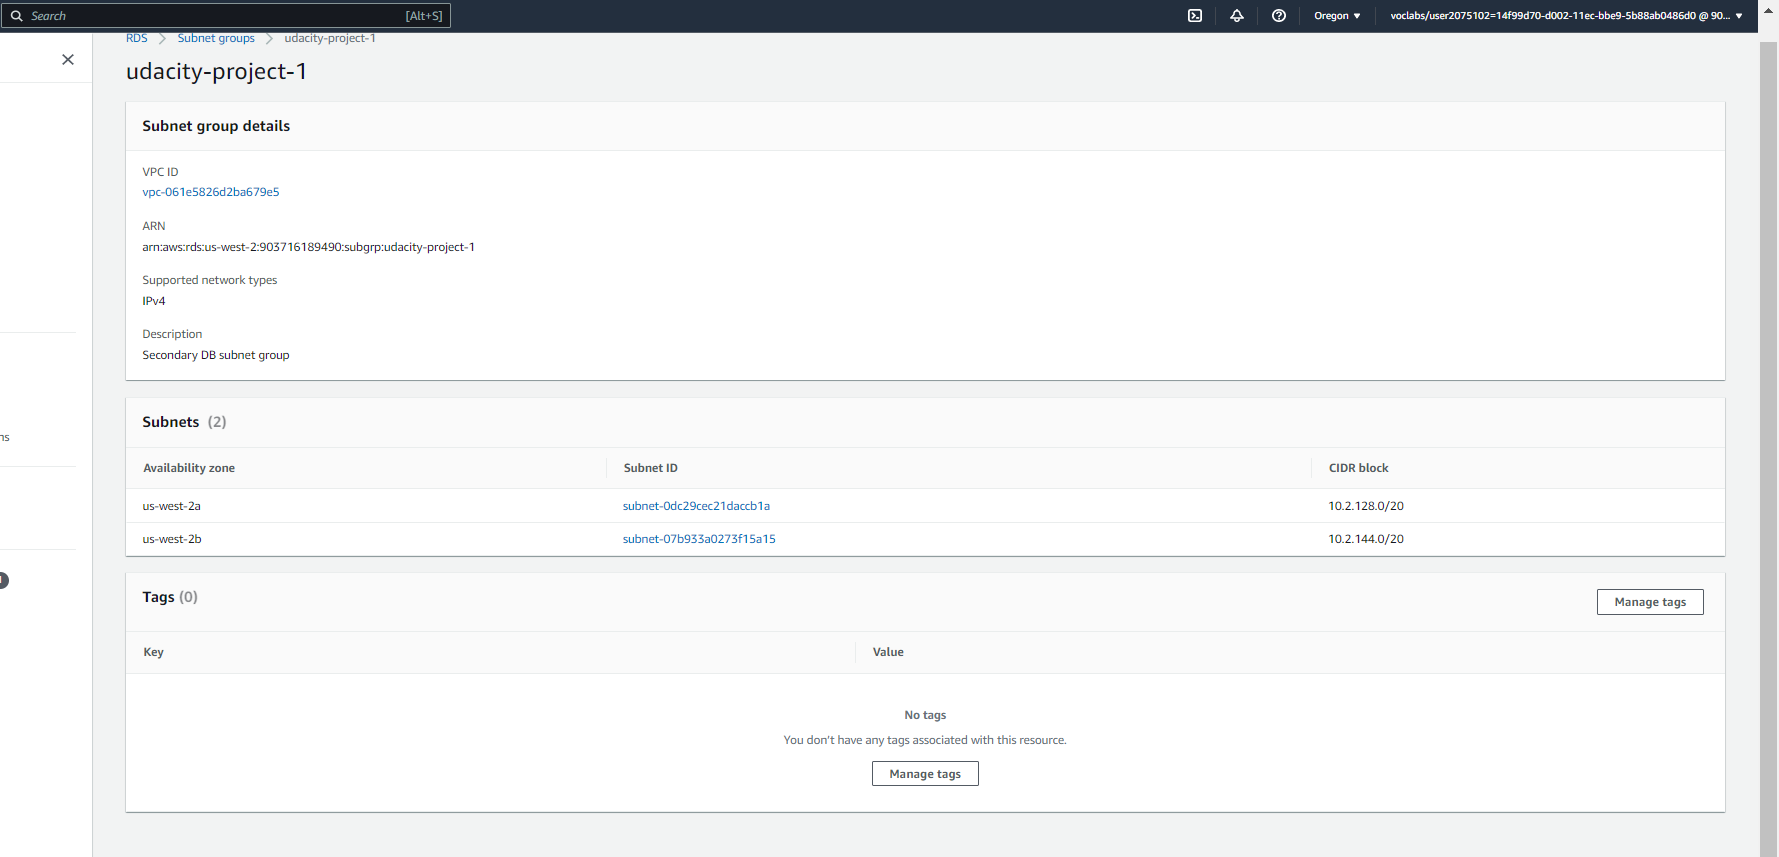 Search [Alt+S] Oregon voclabs/user2075102=14f99d70-d002-11ec-bbe9-5b88ab0486d0 @ 90...
RDS Subnet groups udacity-project-1
udacity-project-1
Subnet group details
VPC ID
vpc-061e5826d2ba679e5
ARN
arn:aws:rds:us-west-2:903716189490:subgrp:udacity-project-1
Supported network types
IPv4
Description
Secondary DB subnet group
Subnets (2)
ns
Availability zone Subnet ID CIDR block
us-west-2a subnet-0dc29cec21daccb1a 10.2.128.0/20
us-west-2b subnet-07b933a0273f15a15 10.2.144.0/20
Tags (0) Manage tags
Key Value
No tags
You don't have any tags associated with this resource.
Manage tags